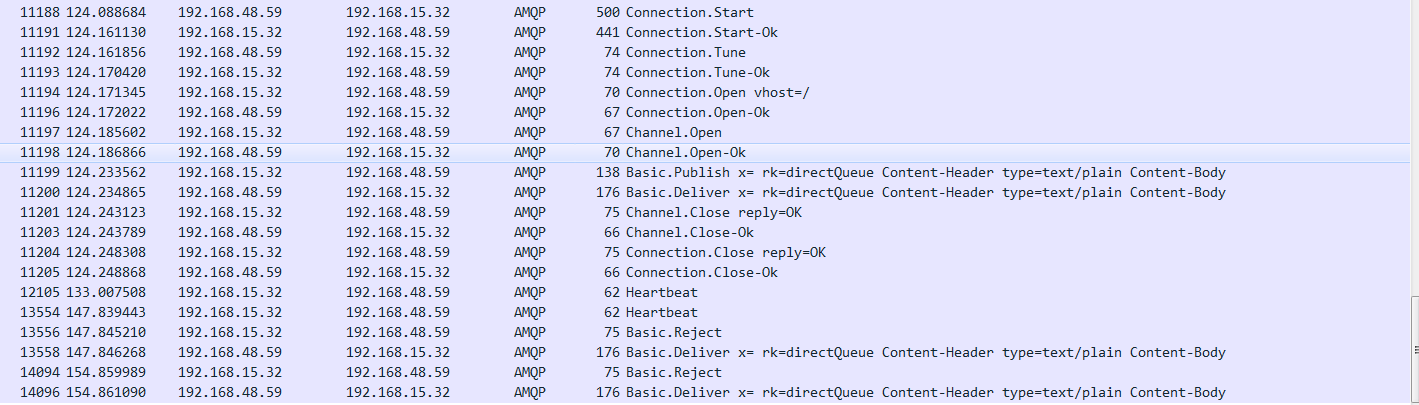 11188 124.088684 192.168.48.59 192.168.15.32 AMQP 500 Connection.Start
11191 124.161130 192.168.15.32 192.168.48.59 AMQP 441 Connection.Start-Ok
11192 124.161856 192.168.48.59 192.168.15.32 AMQP 74 Connection.Tune
11193 124.170420 192.168.15.32 192.168.48.59 AMQP 74 Connection.Tune-Ok
11194 124.171345 192.168.15.32 192.168.48.59 AMQP 70 Connection.Open vhost=/
11196 124.172022 192.168.48.59 192.168.15.32 AMQP 67 Connection.Open-Ok
11197 124.185602 192.168.15.32 192.168.48.59 AMQP 67 Channel.Open
11198 124.186866 192.168.48.59 192.168.15.32 AMQP 70 Channel.Open-Ok
11199 124.233562 192.168.15.32 192.168.48.59 AMQP 138 Basic.Publish x= rk=directQueue Content-Header type=text/plain Content-Body
11200 124.234865 192.168.48.59 192.168.15.32 AMQP 176 Basic.Deliver x= rk=directQueue Content-Header type=text/plain Content-Body
11201 124.243123 192.168.15.32 192.168.48.59 AMQP 75 Channel.Close reply=OK
11203 124.243789 192.168.48.59 192.168.15.32 AMQP 66 Channel.Close-Ok
11204 124.248308 192.168.15.32 192.168.48.59 AMQP 75 Connection.Close reply=OK
11205 124.248868 192.168.48.59 192.168.15.32 AMQP 66 Connection.Close-Ok
12105 133.007508 192.168.15.32 192.168.48.59 AMQP 62 Heartbeat
13554 147.839443 192.168.15.32 192.168.48.59 AMQP 62 Heartbeat
13556 147.845210 192.168.15.32 192.168.48.59 AMQP 75 Basic.Reject
13558 147.846268 192.168.48.59 192.168.15.32 AMQP 176 Basic.Deliver x= rk=directQueue Content-Header type=text/plain Content-Body
14094 154.859989 192.168.15.32 192.168.48.59 AMQP 75 Basic.Reject
14096 154.861090 192.168.48.59 192.168.15.32 AMQP 176 Basic.Deliver x= rk=directQueue Content-Header type=text/plain Content-Body